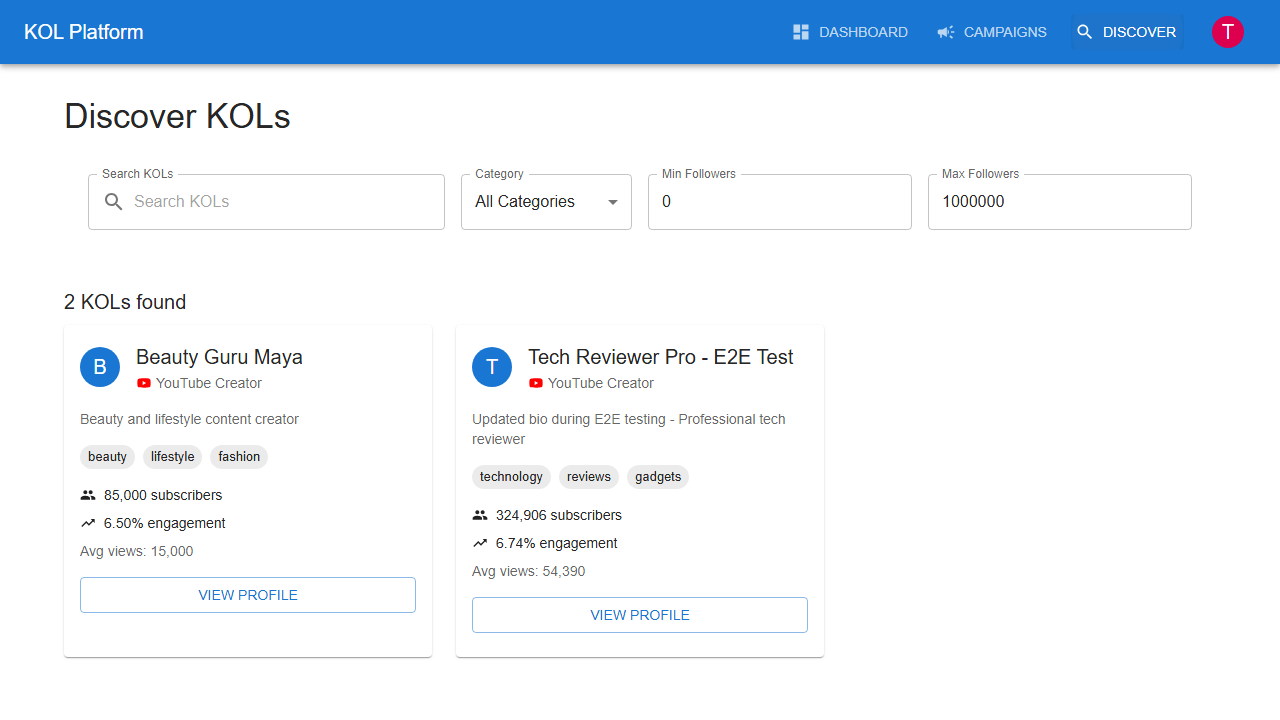 KOL Platform
DASHBOARD
CAMPAIGNS
DISCOVER
T
Discover KOLs
Search KOLs
Search KOLs
Category
All Categories
Min Followers
0
Max Followers
1000000
2 KOLs found
B
Beauty Guru Maya
YouTube Creator
Beauty and lifestyle content creator
beauty
lifestyle
fashion
85,000 subscribers
6.50% engagement
Avg views: 15,000
VIEW PROFILE
T
Tech Reviewer Pro - E2E Test
YouTube Creator
Updated bio during E2E testing - Professional tech
reviewer
technology
reviews
gadgets
324,906 subscribers
6.74% engagement
Avg views: 54,390
VIEW PROFILE